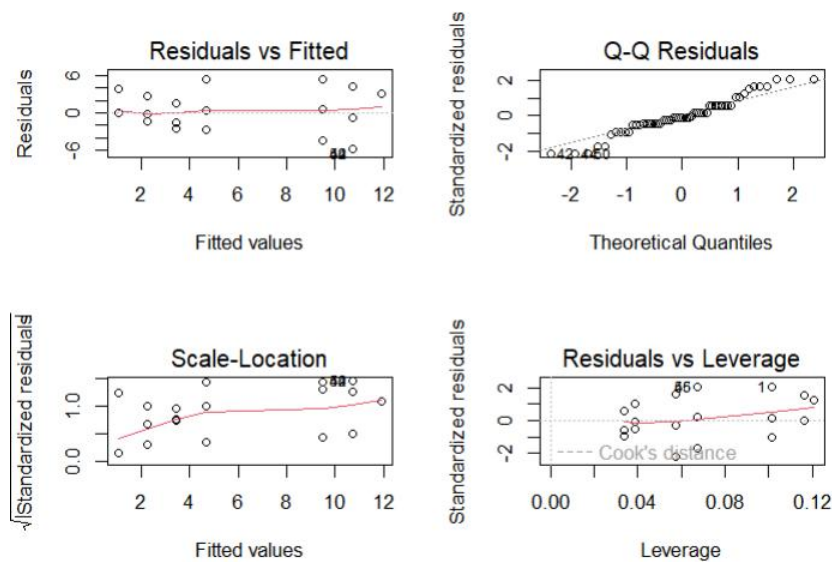 Residuals vs Fitted
Residuals
6
0
-6
2 4 6 8 10 12
Fitted values
Q-Q Residuals
Standardized residuals
2
0
-2
-2 -1 0 1 2
Theoretical Quantiles
Scale-Location
√|Standardized residuals
1.0
0.0
2 4 6 8 10 12
Fitted values
Residuals vs Leverage
Standardized residuals
2
0
-2
1
Cook's distance
0.00 0.04 0.08 0.12
Leverage